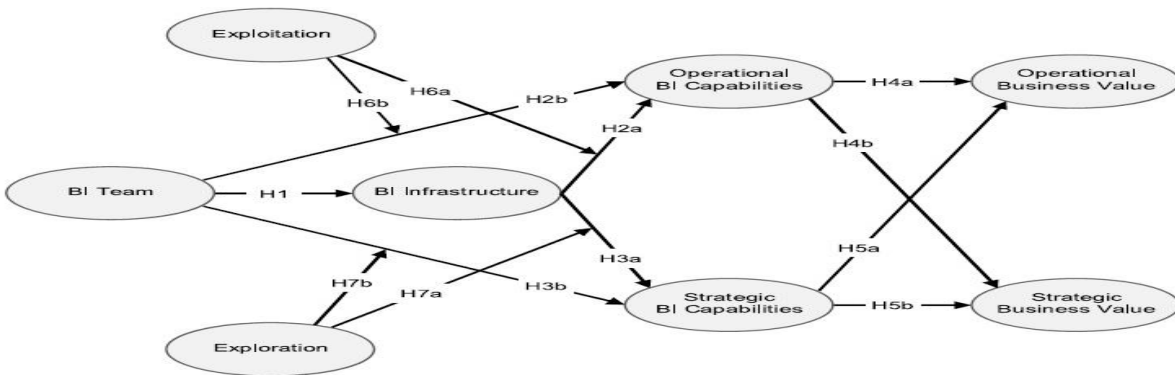 Exploitation
Operational
BI Capabilities
Operational
Business Value
H6b
H6a
H2b
H4a
H2a
H4b
BI Team
H1
BI Infrastructure
H7b
H7a
H3b
H3a
H5a
Strategic
BI Capabilities
H5b
Strategic
Business Value
Exploration